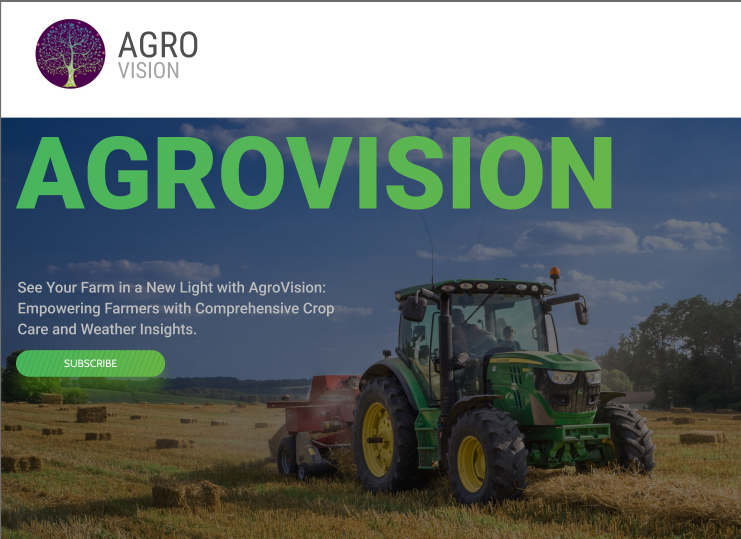 AGRO
VISION
AGROVISION
See Your Farm in a New Light with AgroVision:
Empowering Farmers with Comprehensive Crop
Care and Weather Insights.
SUBSCRIBE